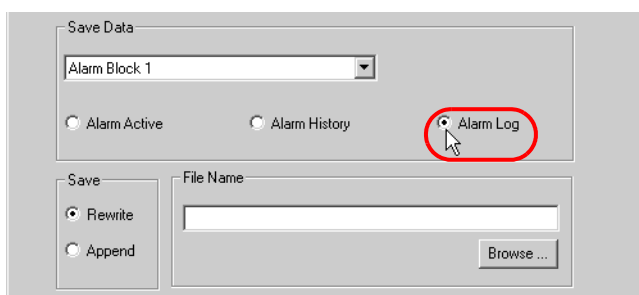 Save Data
Alarm Block 1
Alarm Active Alarm History Alarm Log
Save File Name
Rewrite
Append Browse ...